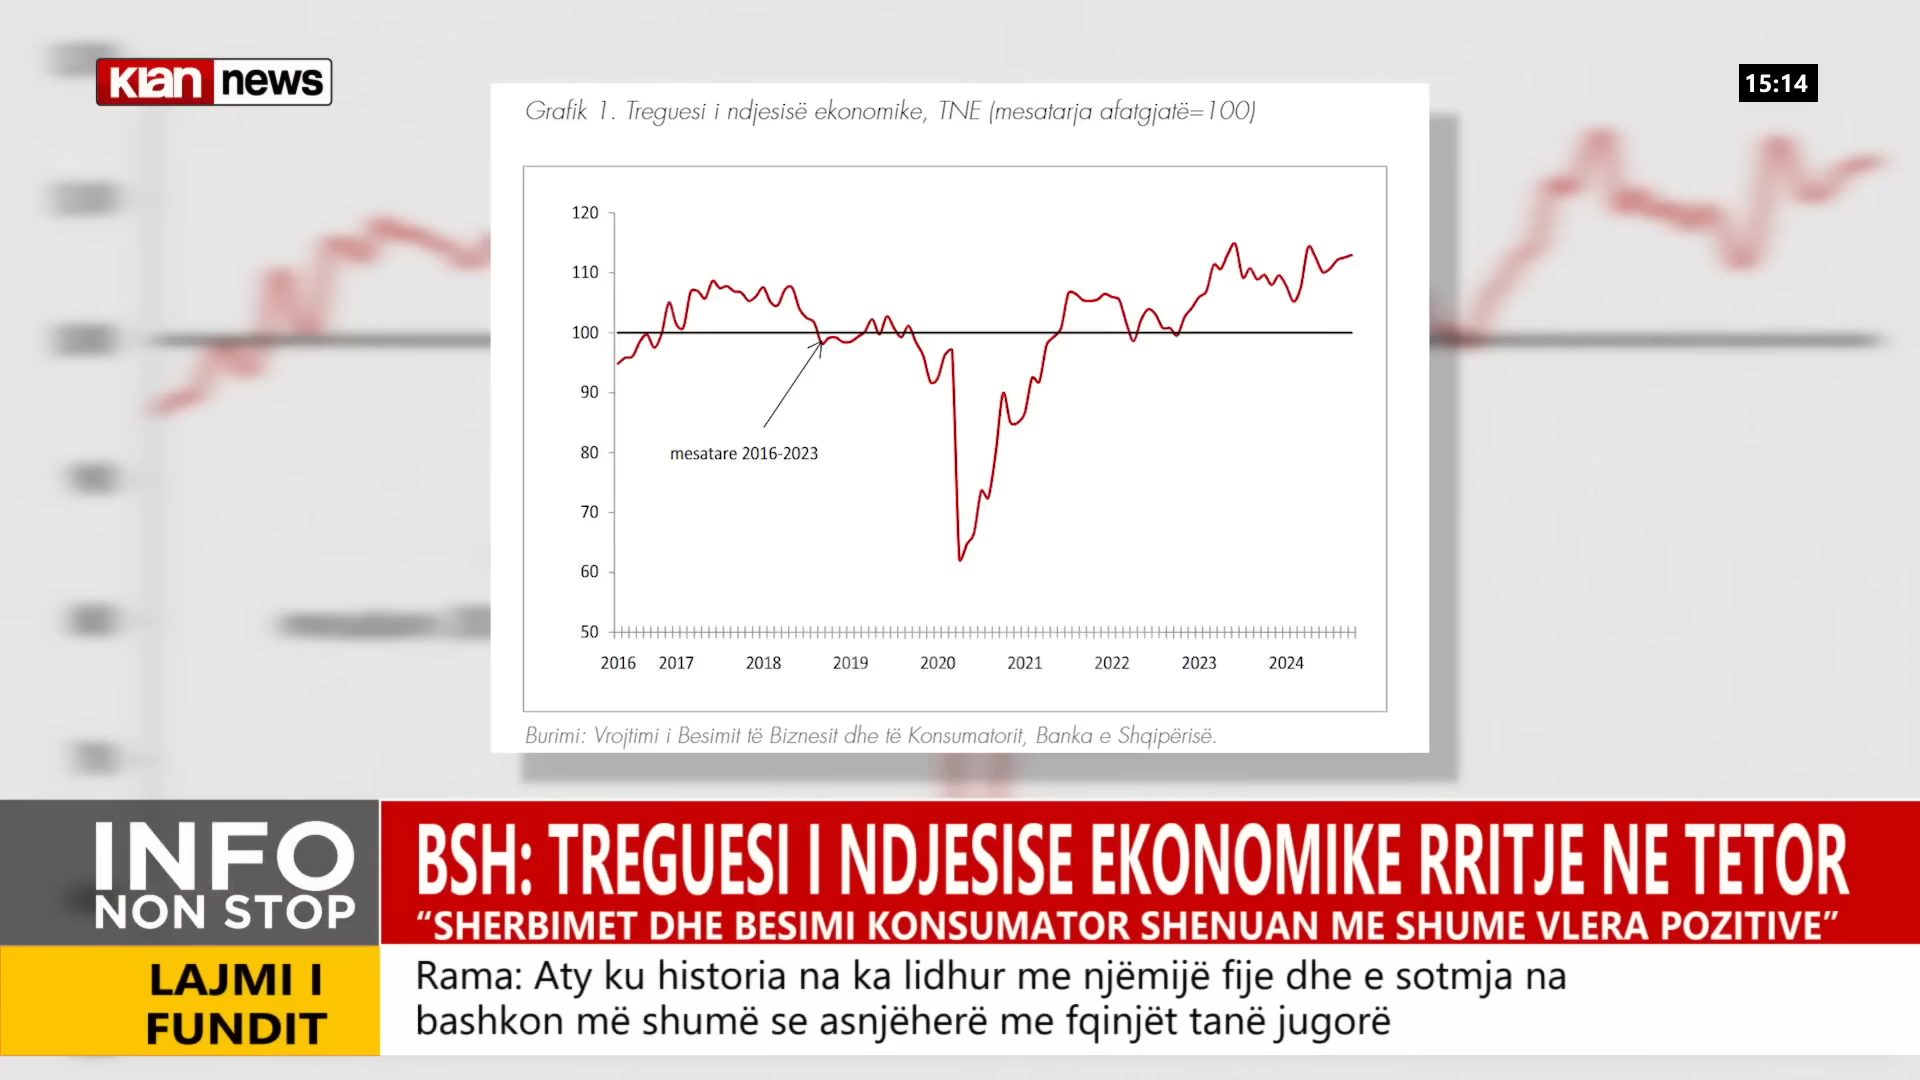 Klan news
15:14
Grafik 1. Treguesi i ndjesisë ekonomike, TNE (mesatarja afatgjatë=100)
120
110
100
90
80
70
60
50
mesatare 2016-2023
2016 2017 2018 2019 2020 2021 2022 2023 2024
Burimi: Vrojtimi i Besimit të Biznesit dhe të Konsumatorit, Banka e Shqipërisë.
INFO
NON STOP
BSH: TREGUESI I NDJESISE EKONOMIKE RRITJE NE TETOR
“SHERBIMET DHE BESIMI KONSUMATOR SHENUAN ME SHUME VLERA POZITIVE”
LAJMI I
FUNDIT
Rama: Aty ku historia na ka lidhur me njëmijë fije dhe e sotmja na
bashkon më shumë se asnjëherë me fqinjët tanë jugorë